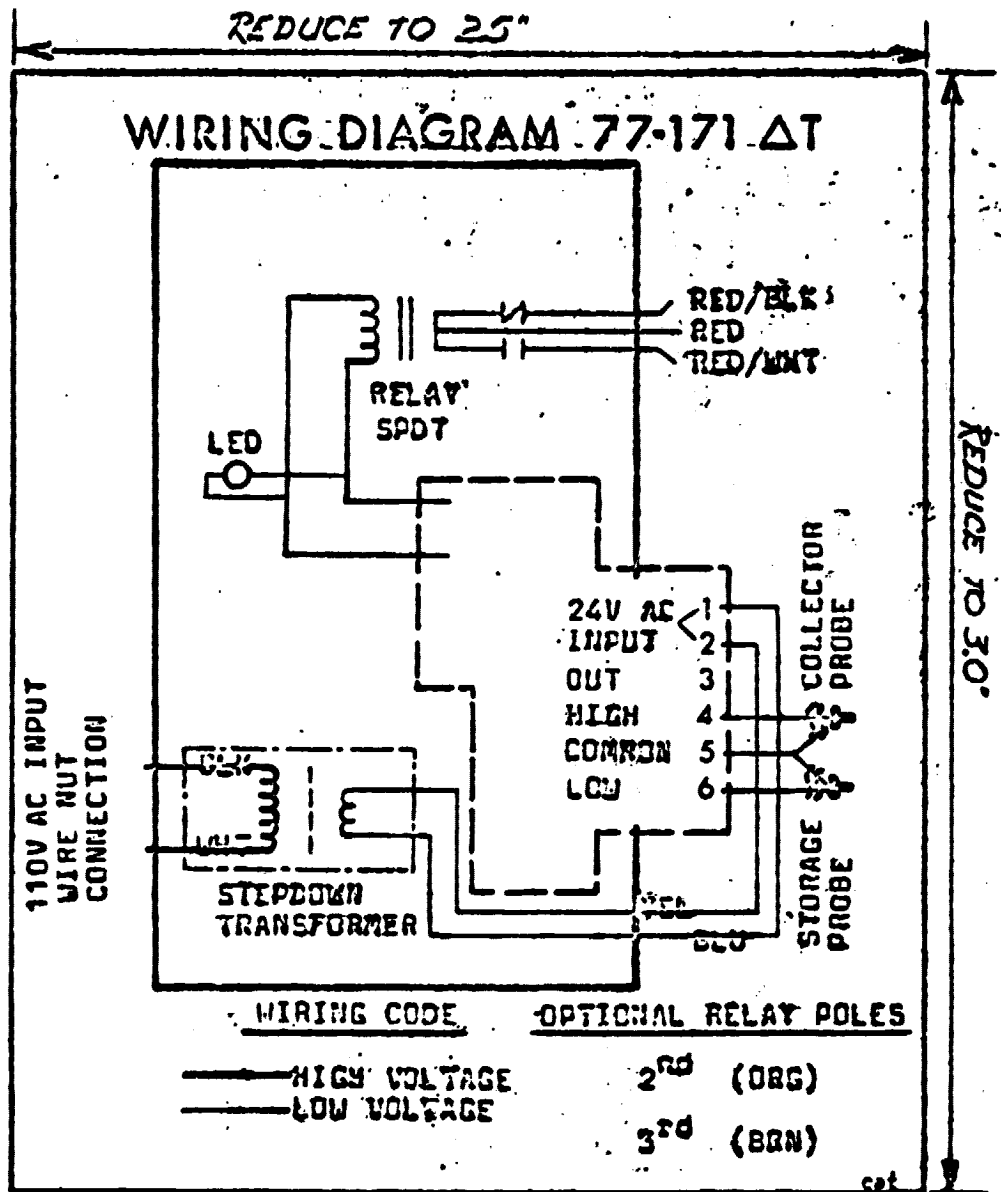 REDUCE TO 2.5"
WIRING DIAGRAM 77-171 ΔT
RED/BLK
RED
RED/WHT
RELAY
SPDT
LED
REDUCE TO 3.0"
24V AC
INPUT
1
2
OUT 3
HIGH 4
COMMON 5
LOW 6
COLLECTOR
PROBE
STORAGE
PROBE
110V AC INPUT
WIRE NUT
CONNECTION
STEPDOWN
TRANSFORMER
BLU
WIRING CODE
HIGH VOLTAGE
LOW VOLTAGE
OPTIONAL RELAY POLES
2nd (ORG)
3rd (BRN)
cat